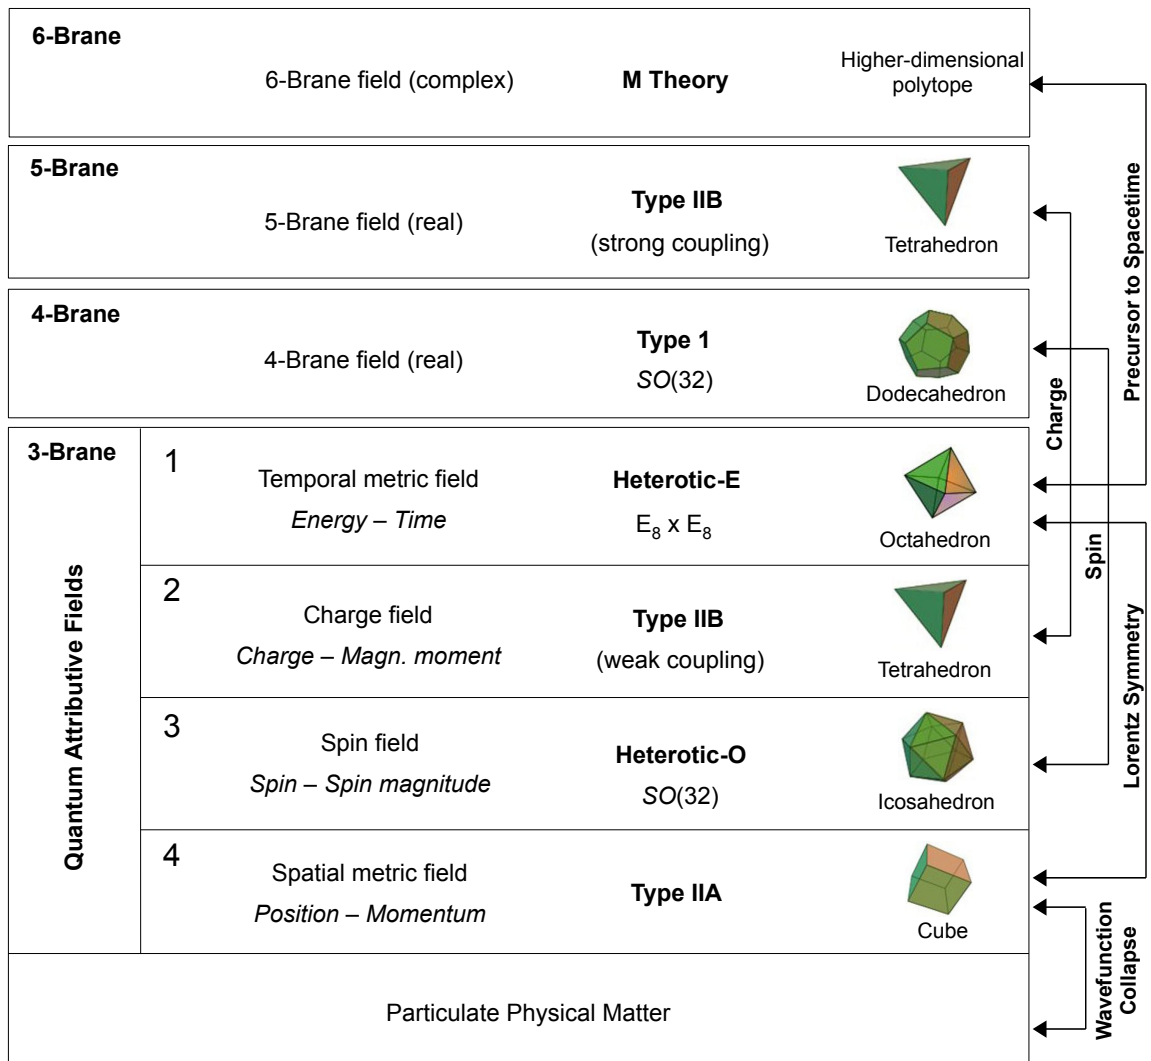 6-Brane
6-Brane field (complex)
M Theory
Higher-dimensional
polytope
5-Brane
5-Brane field (real)
Type IIB
(strong coupling)
Tetrahedron
4-Brane
4-Brane field (real)
Type 1
SO(32)
Dodecahedron
3-Brane
Quantum Attributive Fields
1
Temporal metric field
Energy – Time
Heterotic-E
E₈ x E₈
Octahedron
2
Charge field
Charge – Magn. moment
Type IIB
(weak coupling)
Tetrahedron
3
Spin field
Spin – Spin magnitude
Heterotic-O
SO(32)
Icosahedron
4
Spatial metric field
Position – Momentum
Type IIA
Cube
Particulate Physical Matter
Charge
Spin
Precursor to Spacetime
Lorentz Symmetry
Wavefunction
Collapse